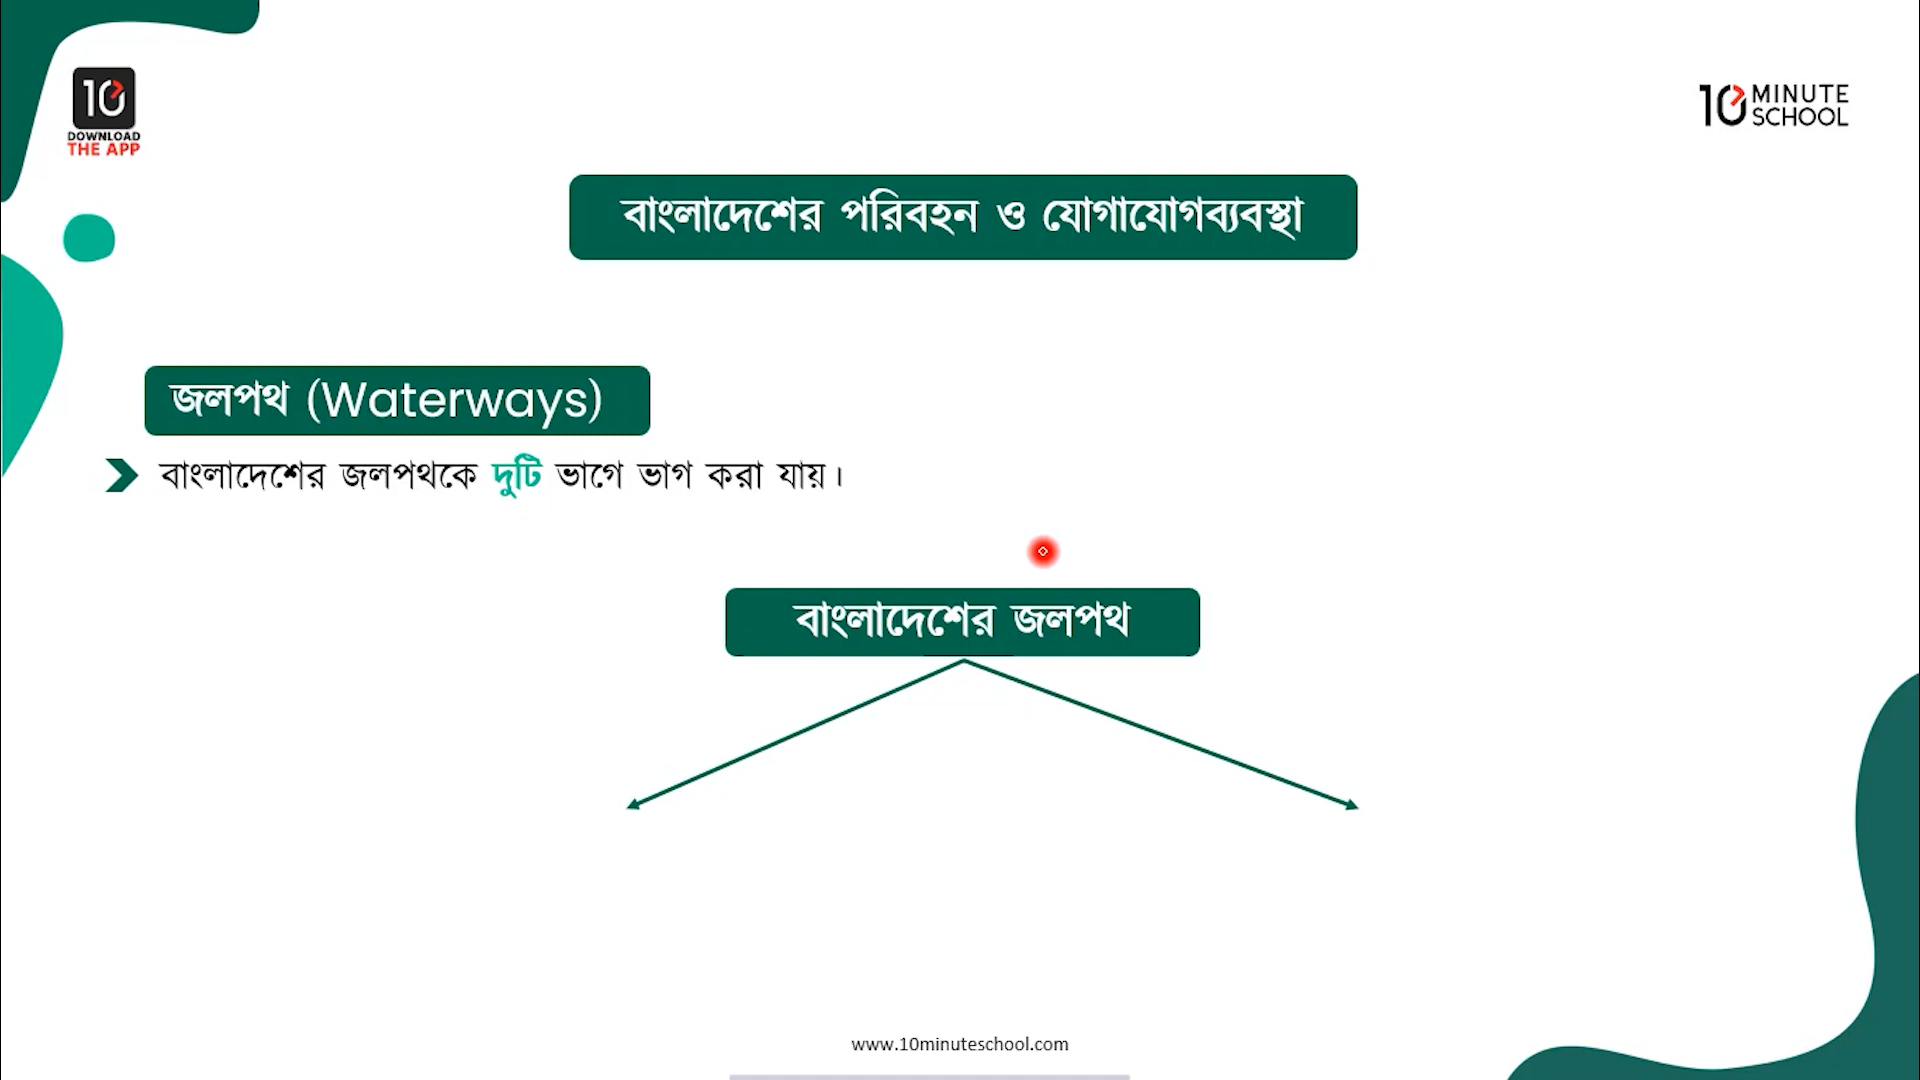 10
DOWNLOAD
THE APP
10 MINUTE
SCHOOL
বাংলাদেশের পরিবহন ও যোগাযোগব্যবস্থা
জলপথ (Waterways)
বাংলাদেশের জলপথকে দুটি ভাগে ভাগ করা যায়।
বাংলাদেশের জলপথ
www.10minuteschool.com